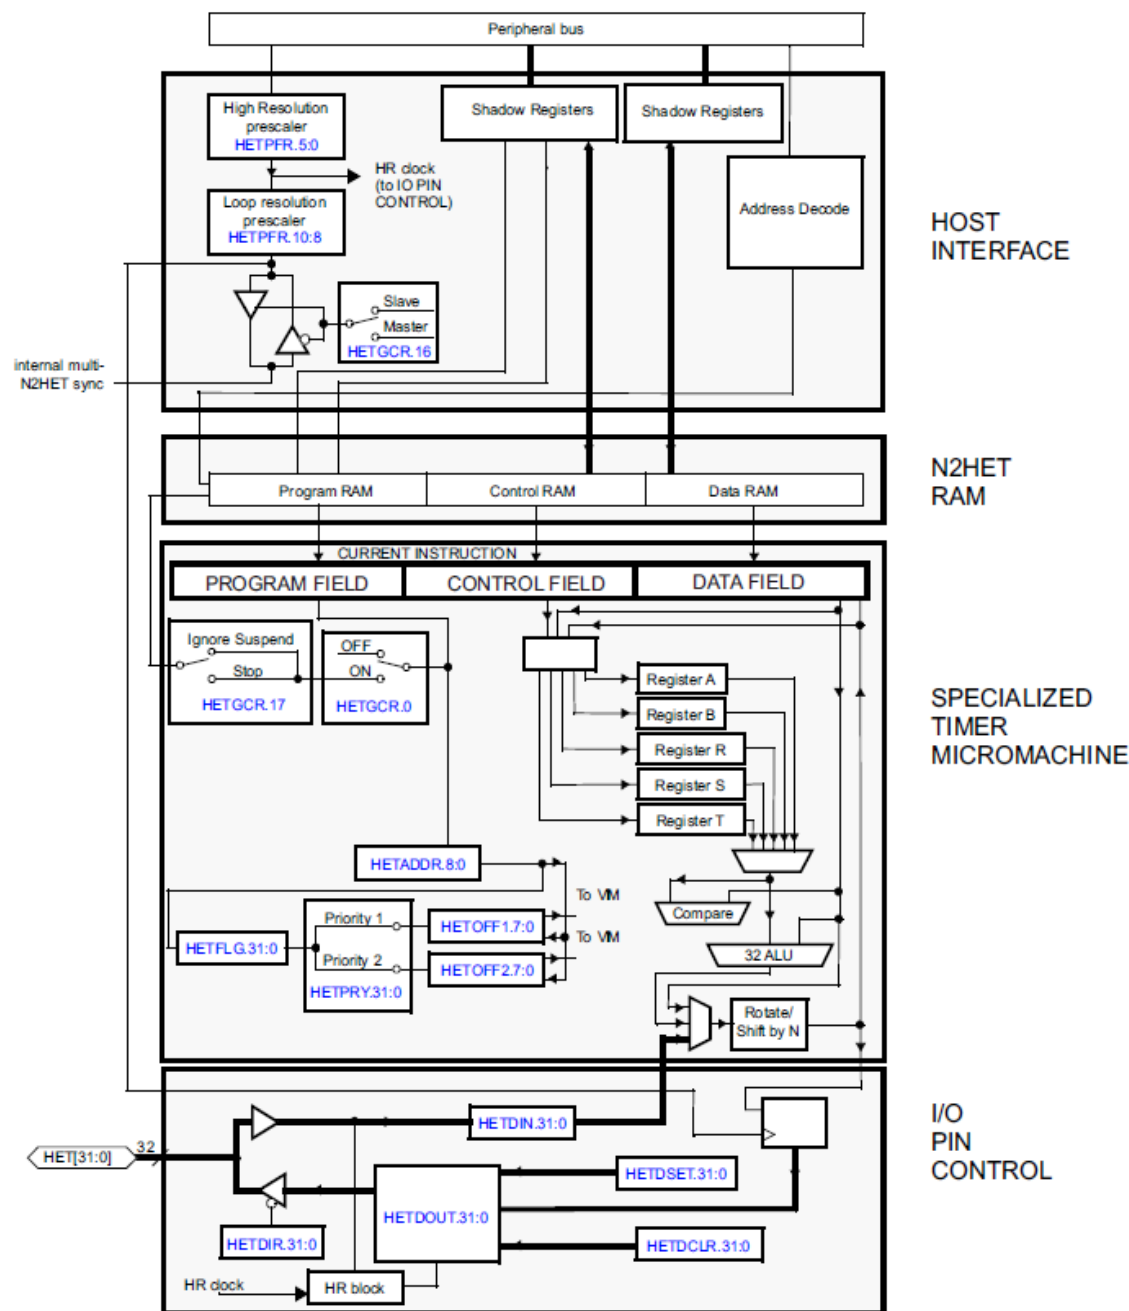 Peripheral bus
High Resolution
prescaler
HETPFR.5:0
Shadow Registers
Shadow Registers
HR clock
(to IO PIN
CONTROL)
Loop resolution
prescaler
HETPFR.10:8
Address Decode
HOST
INTERFACE
Slave
Master
HETGCR.16
internal multi-
N2HET sync
N2HET
RAM
Program RAM
Control RAM
Data RAM
CURRENT INSTRUCTION
PROGRAM FIELD
CONTROL FIELD
DATA FIELD
Ignore Suspend
Stop
HETGCR.17
OFF
ON
HETGCR.0
Register A
Register B
Register R
Register S
Register T
SPECIALIZED
TIMER
MICROMACHINE
HETADDR.8:0
To VIM
To VIM
Compare
HETFLG.31:0
Priority 1
Priority 2
HETPRY.31:0
HETOFF1.7:0
HETOFF2.7:0
32 ALU
Rotate/
Shift by N
I/O
PIN
CONTROL
HETDIN.31:0
HET[31:0]
32
HETDSET.31:0
HETDOUT.31:0
HETDIR.31:0
HETDCLR.31:0
HR clock
HR block